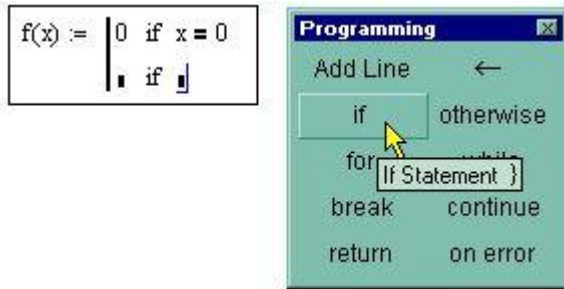 f(x) := 0 if x = 0
▪ if ▪
Programming
Add Line ←
if otherwise
for
If Statement }
break continue
return on error